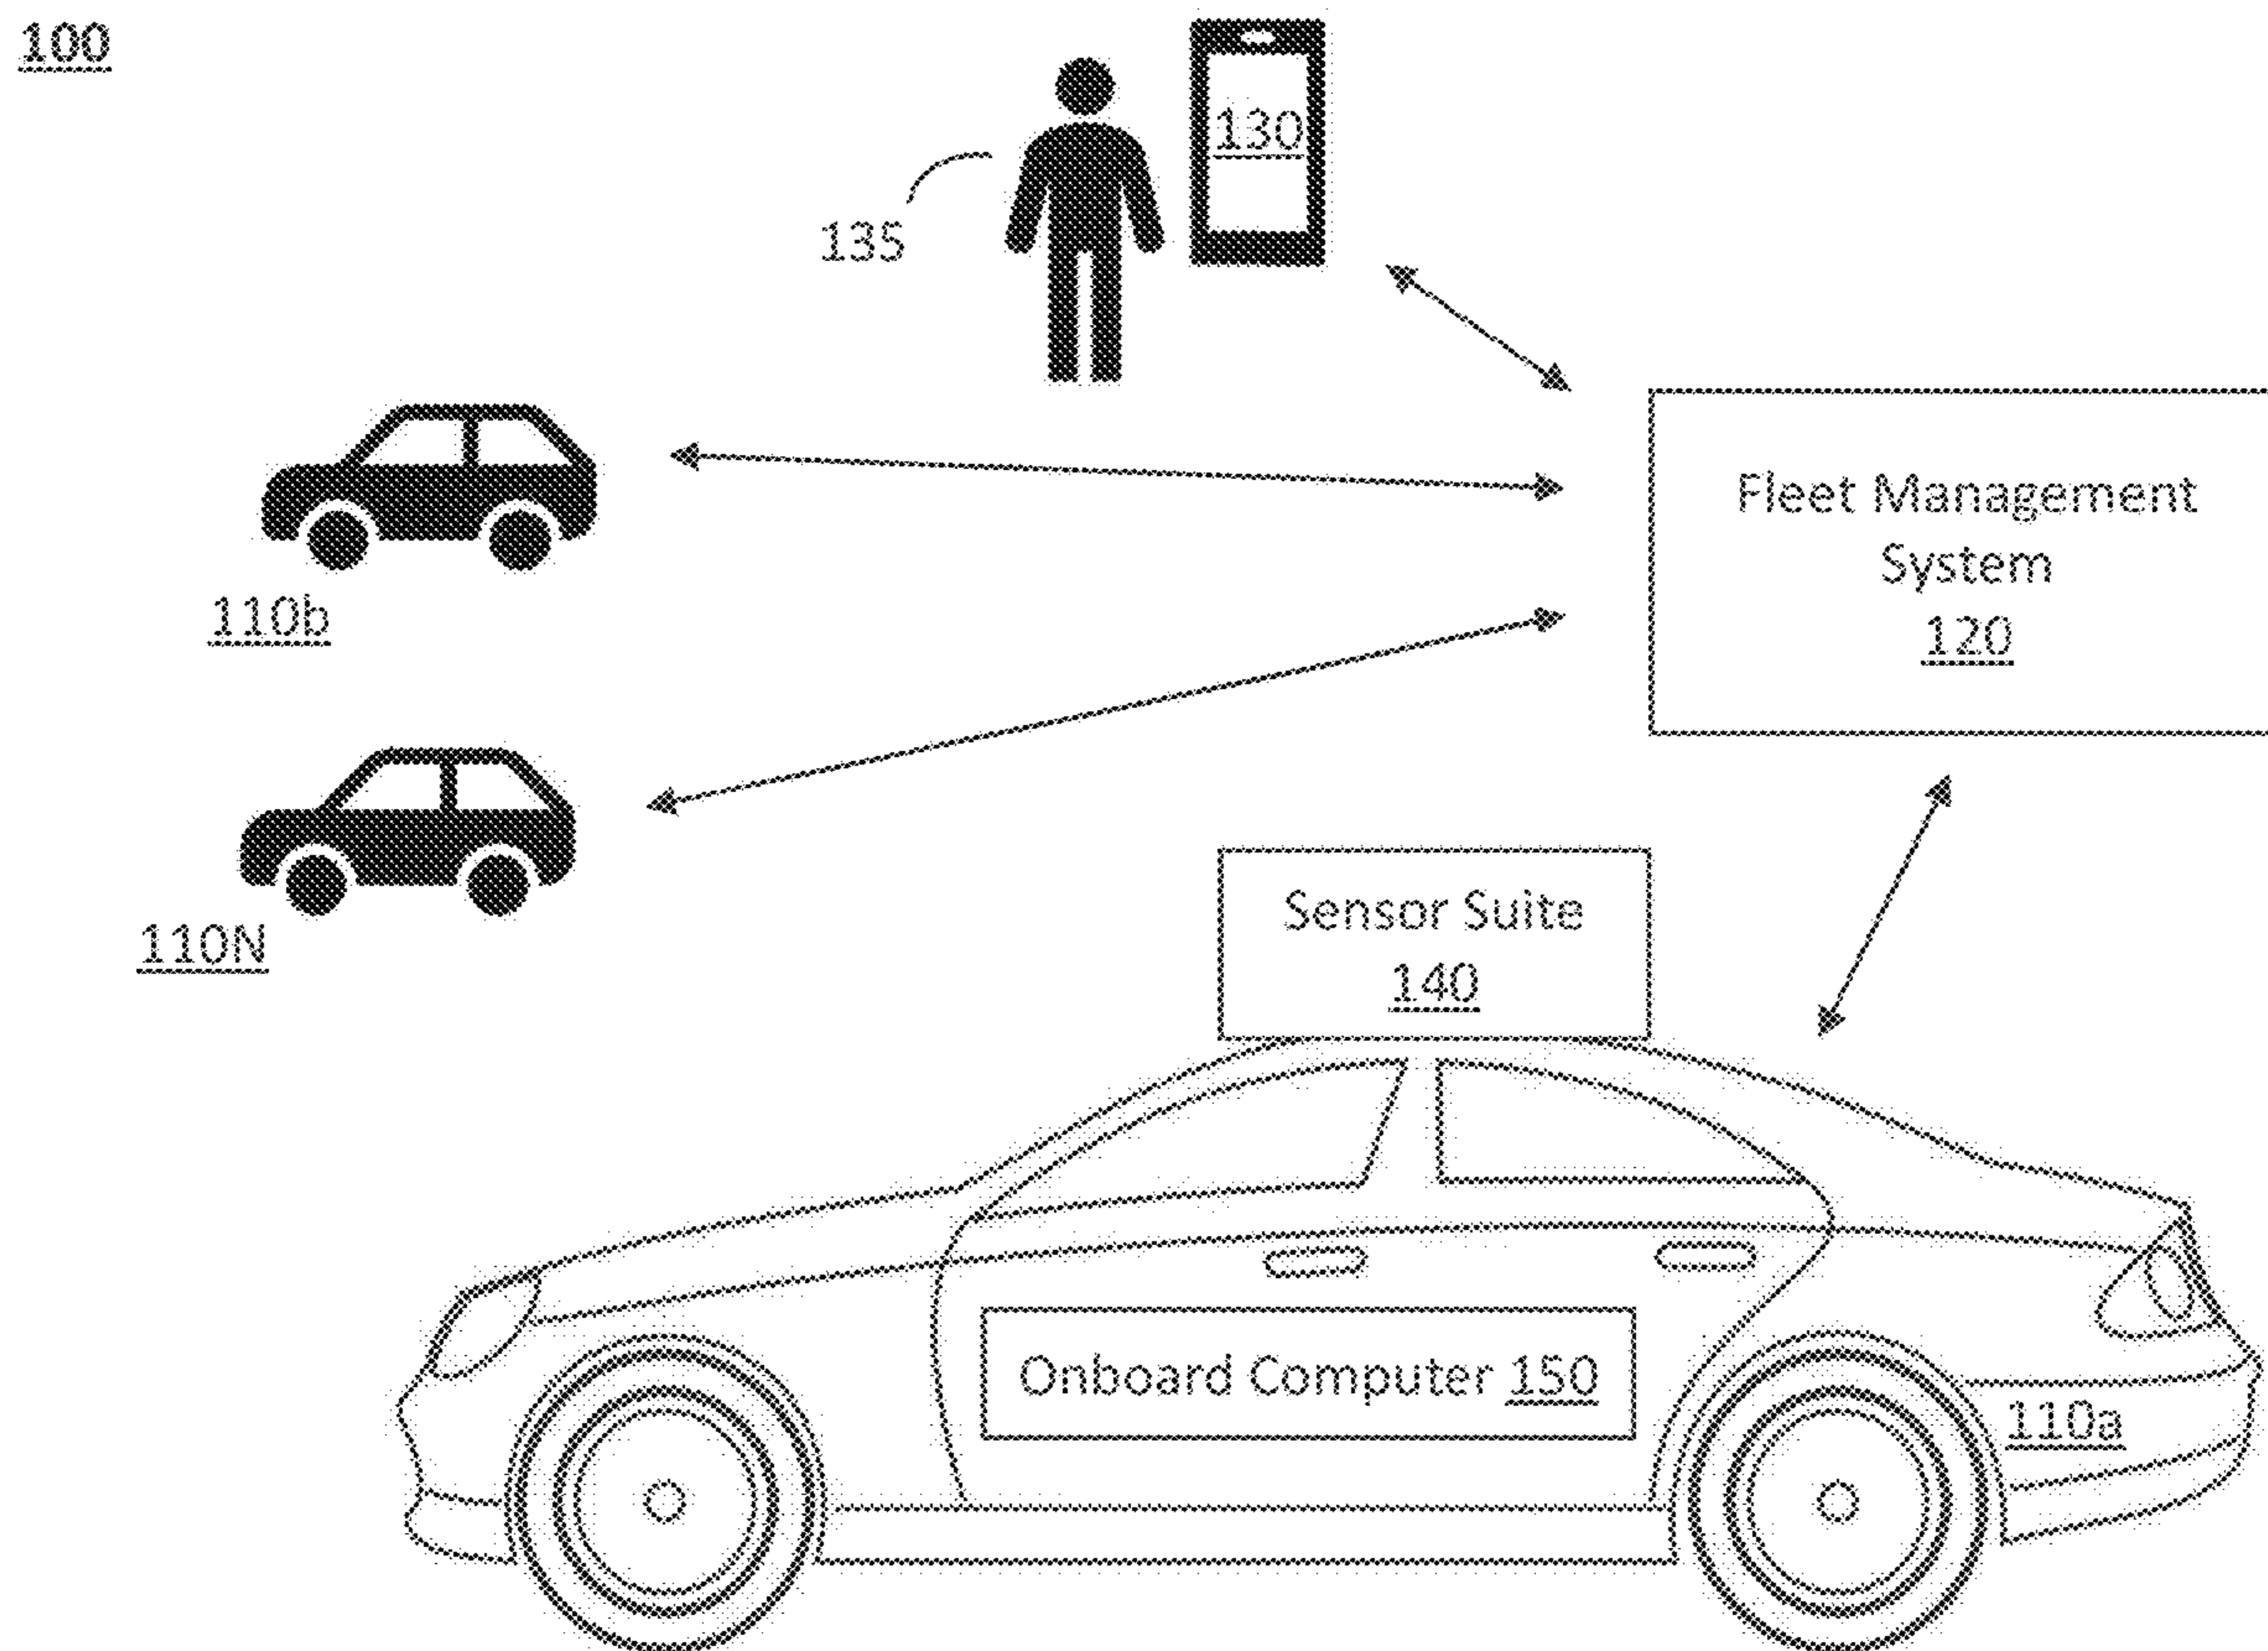 100
130
135
Fleet Management
System
120
110b
110N
Sensor Suite
140
Onboard Computer 150
110a